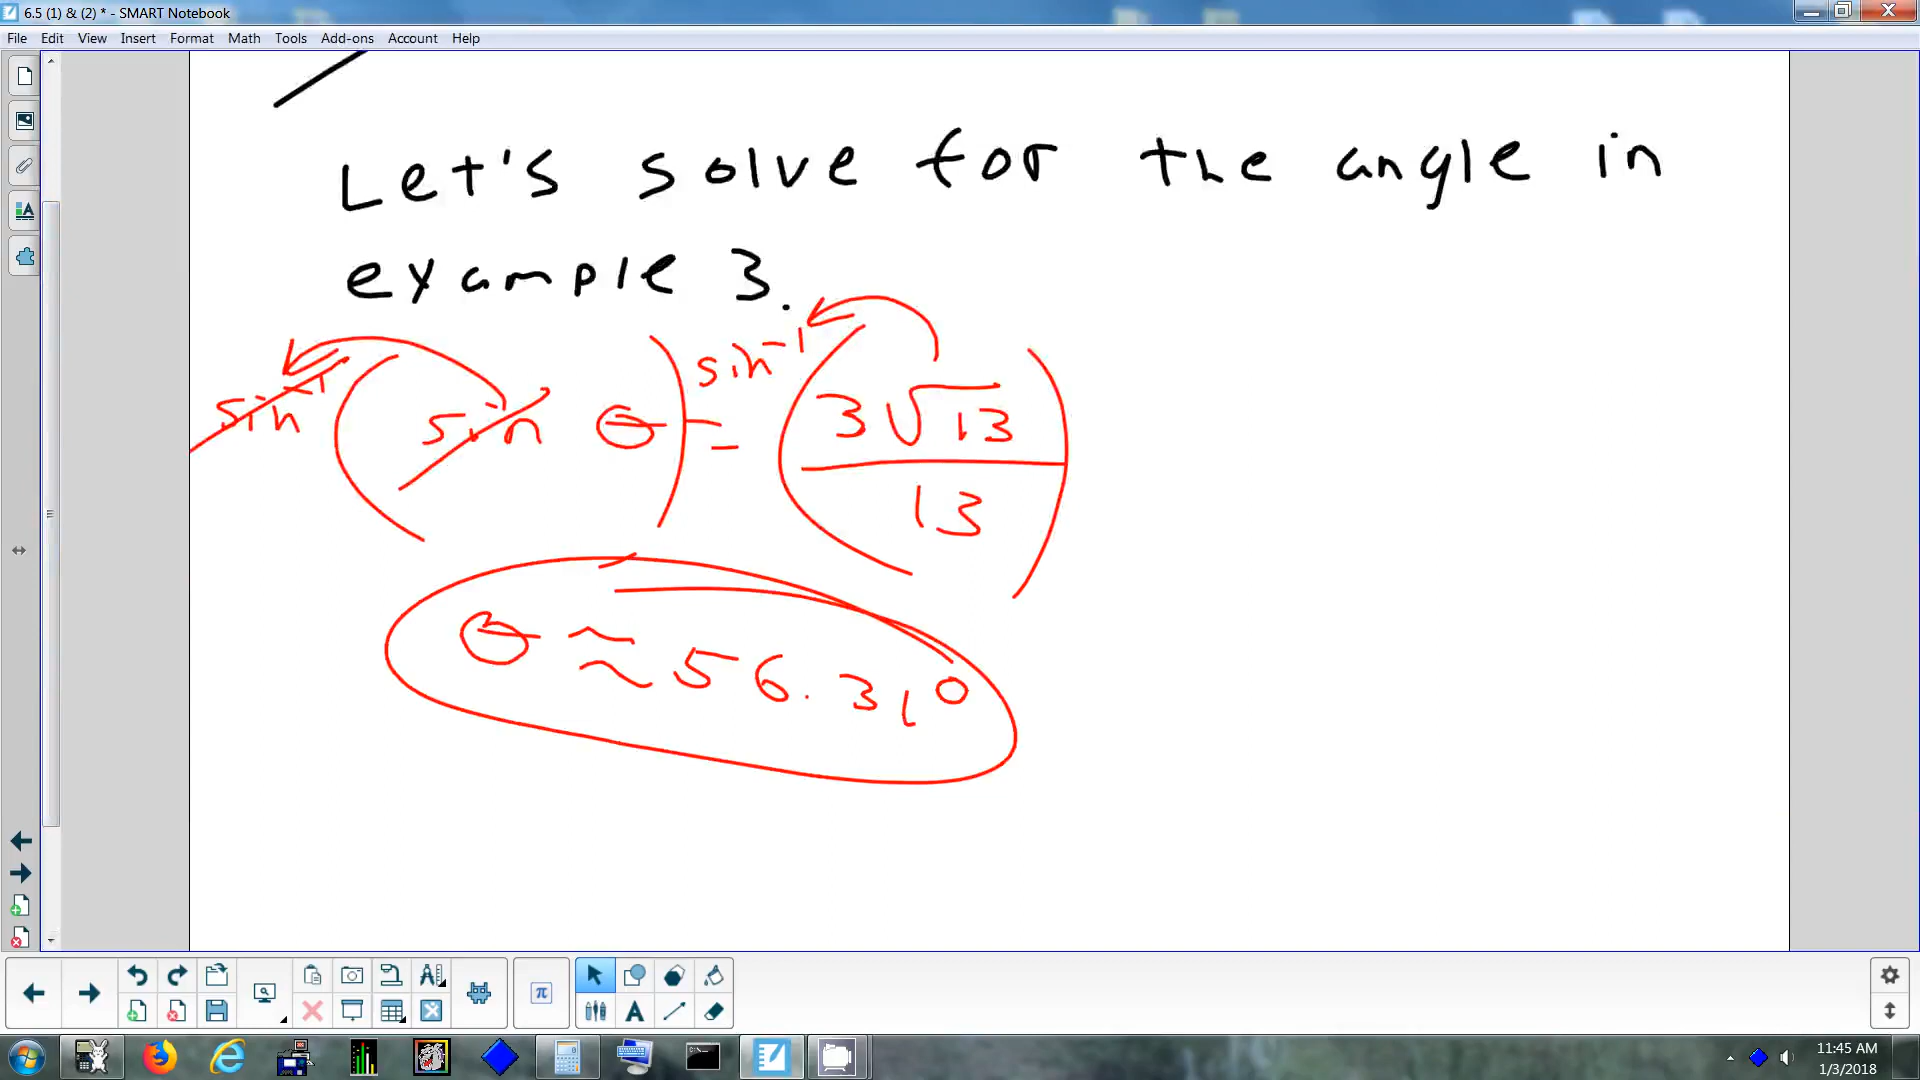 6.5 (1) & (2) * - SMART Notebook
File Edit View Insert Format Math Tools Add-ons Account Help
Let's solve for the angle in
example 3.
sin⁻¹(sin θ) = sin⁻¹(3√13/13)
θ ≈ 56.31°
π
11:45 AM
1/3/2018